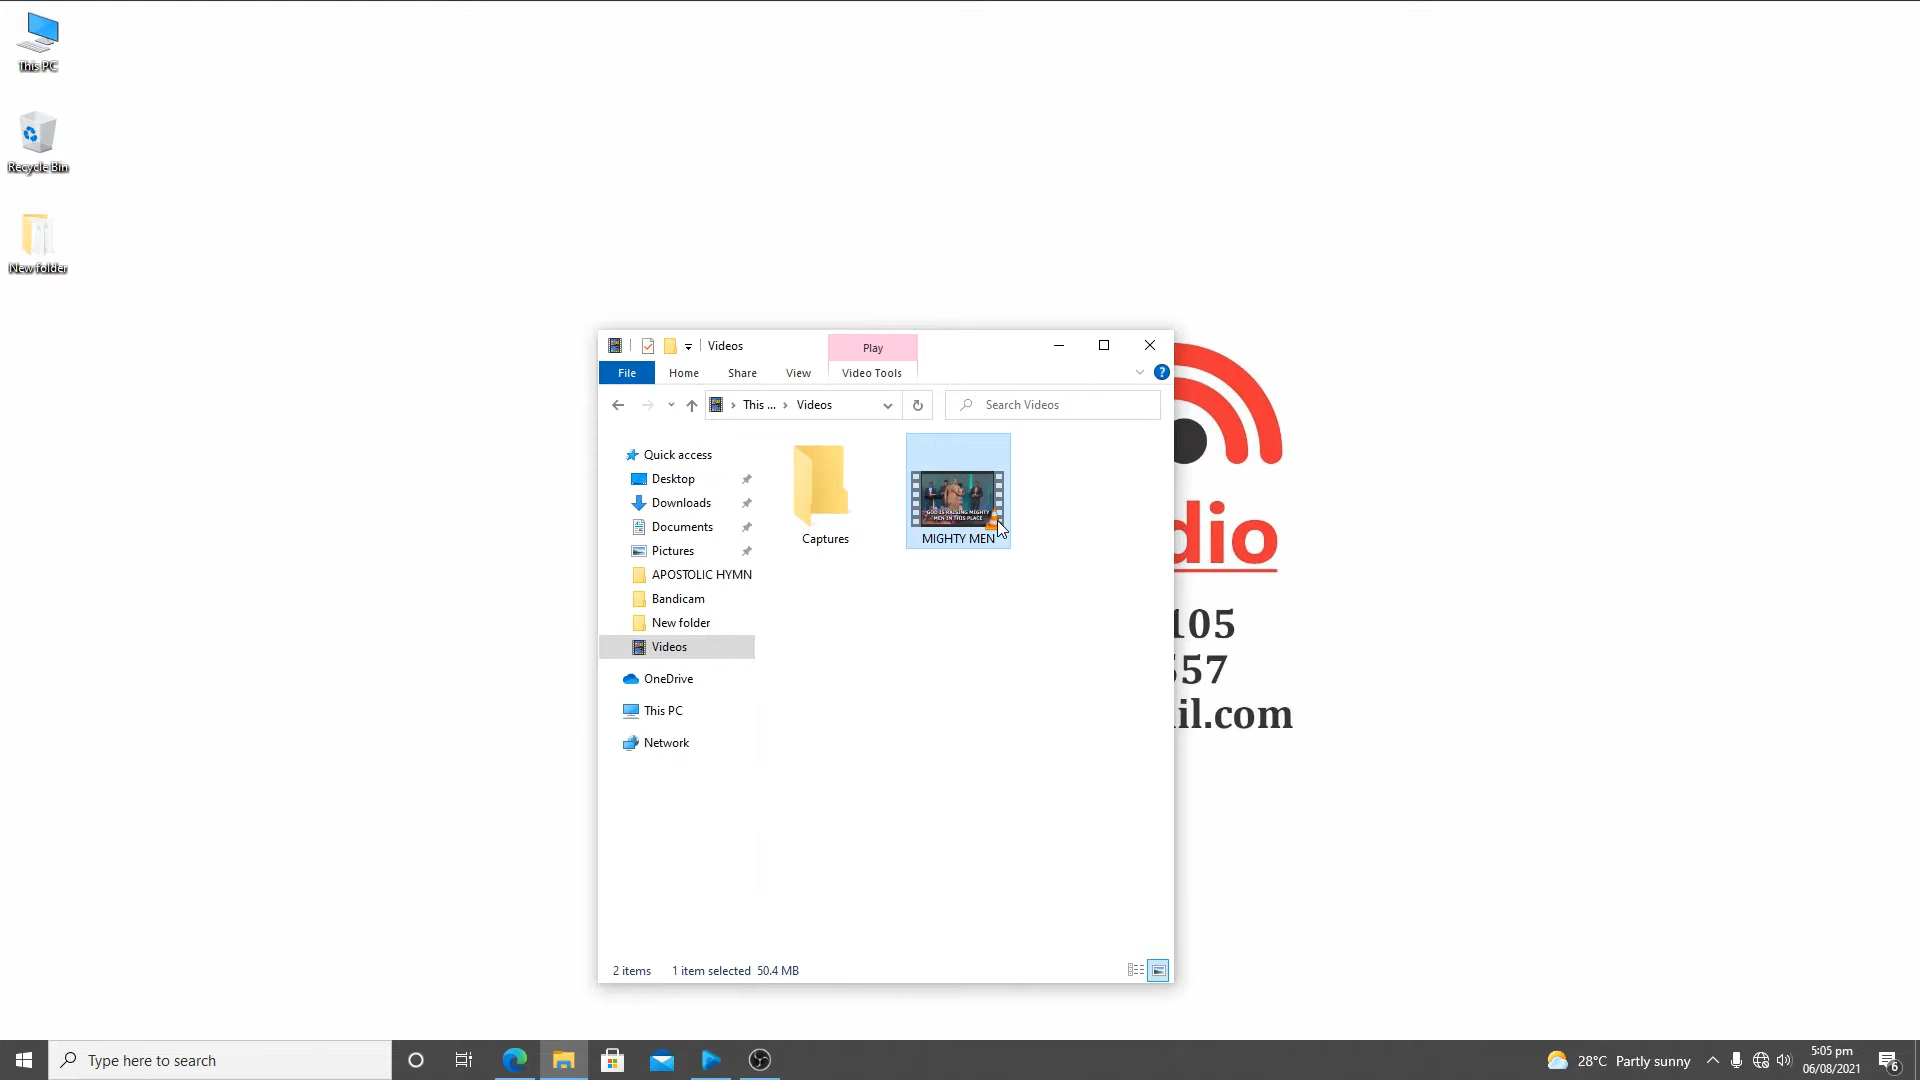 This PC
Recycle Bin
New folder
Videos
Play
File
Home
Share
View
Video Tools
This ...
Videos
Search Videos
Quick access
Desktop
Downloads
Documents
Pictures
APOSTOLIC HYMN
Bandicam
New folder
Videos
OneDrive
This PC
Network
Captures
GOD IS RAISING MIGHTY
MEN IN THIS PLACE
MIGHTY MEN
2 items
1 item selected 50.4 MB
dio
105
57
il.com
Type here to search
28°C Partly sunny
5:05 pm
06/08/2021
6